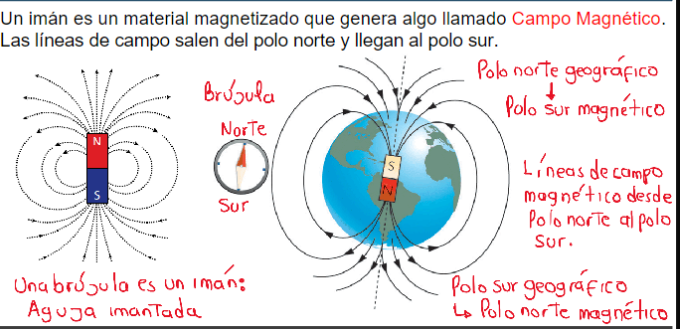 Un imán es un material magnetizado que genera algo llamado Campo Magnético.
Las líneas de campo salen del polo norte y llegan al polo sur.
N
S
Brújula
Norte
Sur
Una brújula es un imán:
Aguja imantada
S
N
Polo norte geográfico
↓
Polo sur magnético
Líneas de campo
magnético desde
Polo norte al polo
sur.
Polo sur geográfico
↳ Polo norte magnético